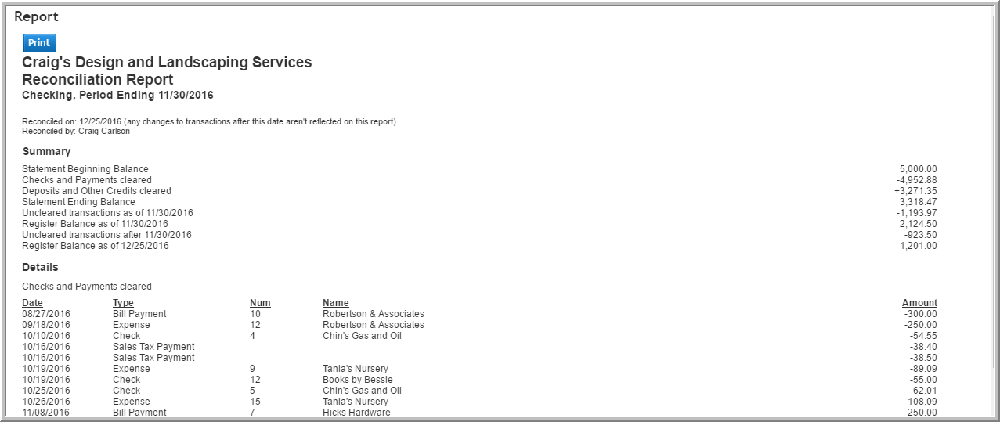 Report
Print
Craig's Design and Landscaping Services
Reconciliation Report
Checking, Period Ending 11/30/2016
Reconciled on: 12/25/2016 (any changes to transactions after this date aren't reflected on this report)
Reconciled by: Craig Carlson
Summary
Statement Beginning Balance 5,000.00
Checks and Payments cleared -4,952.88
Deposits and Other Credits cleared +3,271.35
Statement Ending Balance 3,318.47
Uncleared transactions as of 11/30/2016 -1,193.97
Register Balance as of 11/30/2016 2,124.50
Uncleared transactions after 11/30/2016 -923.50
Register Balance as of 12/25/2016 1,201.00
Details
Checks and Payments cleared
Date Type Num Name Amount
08/27/2016 Bill Payment 10 Robertson & Associates -300.00
09/18/2016 Expense 12 Robertson & Associates -250.00
10/10/2016 Check 4 Chin's Gas and Oil -54.55
10/16/2016 Sales Tax Payment -38.40
10/16/2016 Sales Tax Payment -38.50
10/19/2016 Expense 9 Tania's Nursery -89.09
10/19/2016 Check 12 Books by Bessie -55.00
10/25/2016 Check 5 Chin's Gas and Oil -62.01
10/26/2016 Expense 15 Tania's Nursery -108.09
11/08/2016 Bill Payment 7 Hicks Hardware -250.00